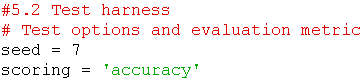 #5.2 Test harness
# Test options and evaluation metric
seed = 7
scoring = 'accuracy'